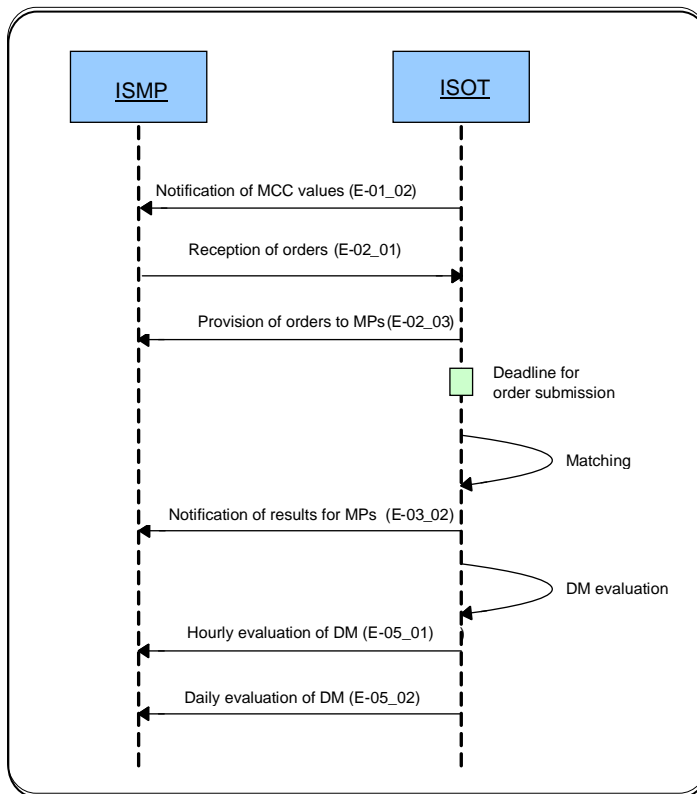 ISMP
ISOT
Notification of MCC values (E-01_02)
Reception of orders (E-02_01)
Provision of orders to MPs(E-02_03)
Deadline for
order submission
Matching
Notification of results for MPs (E-03_02)
DM evaluation
Hourly evaluation of DM (E-05_01) )
Daily evaluation of DM (E-05_02)